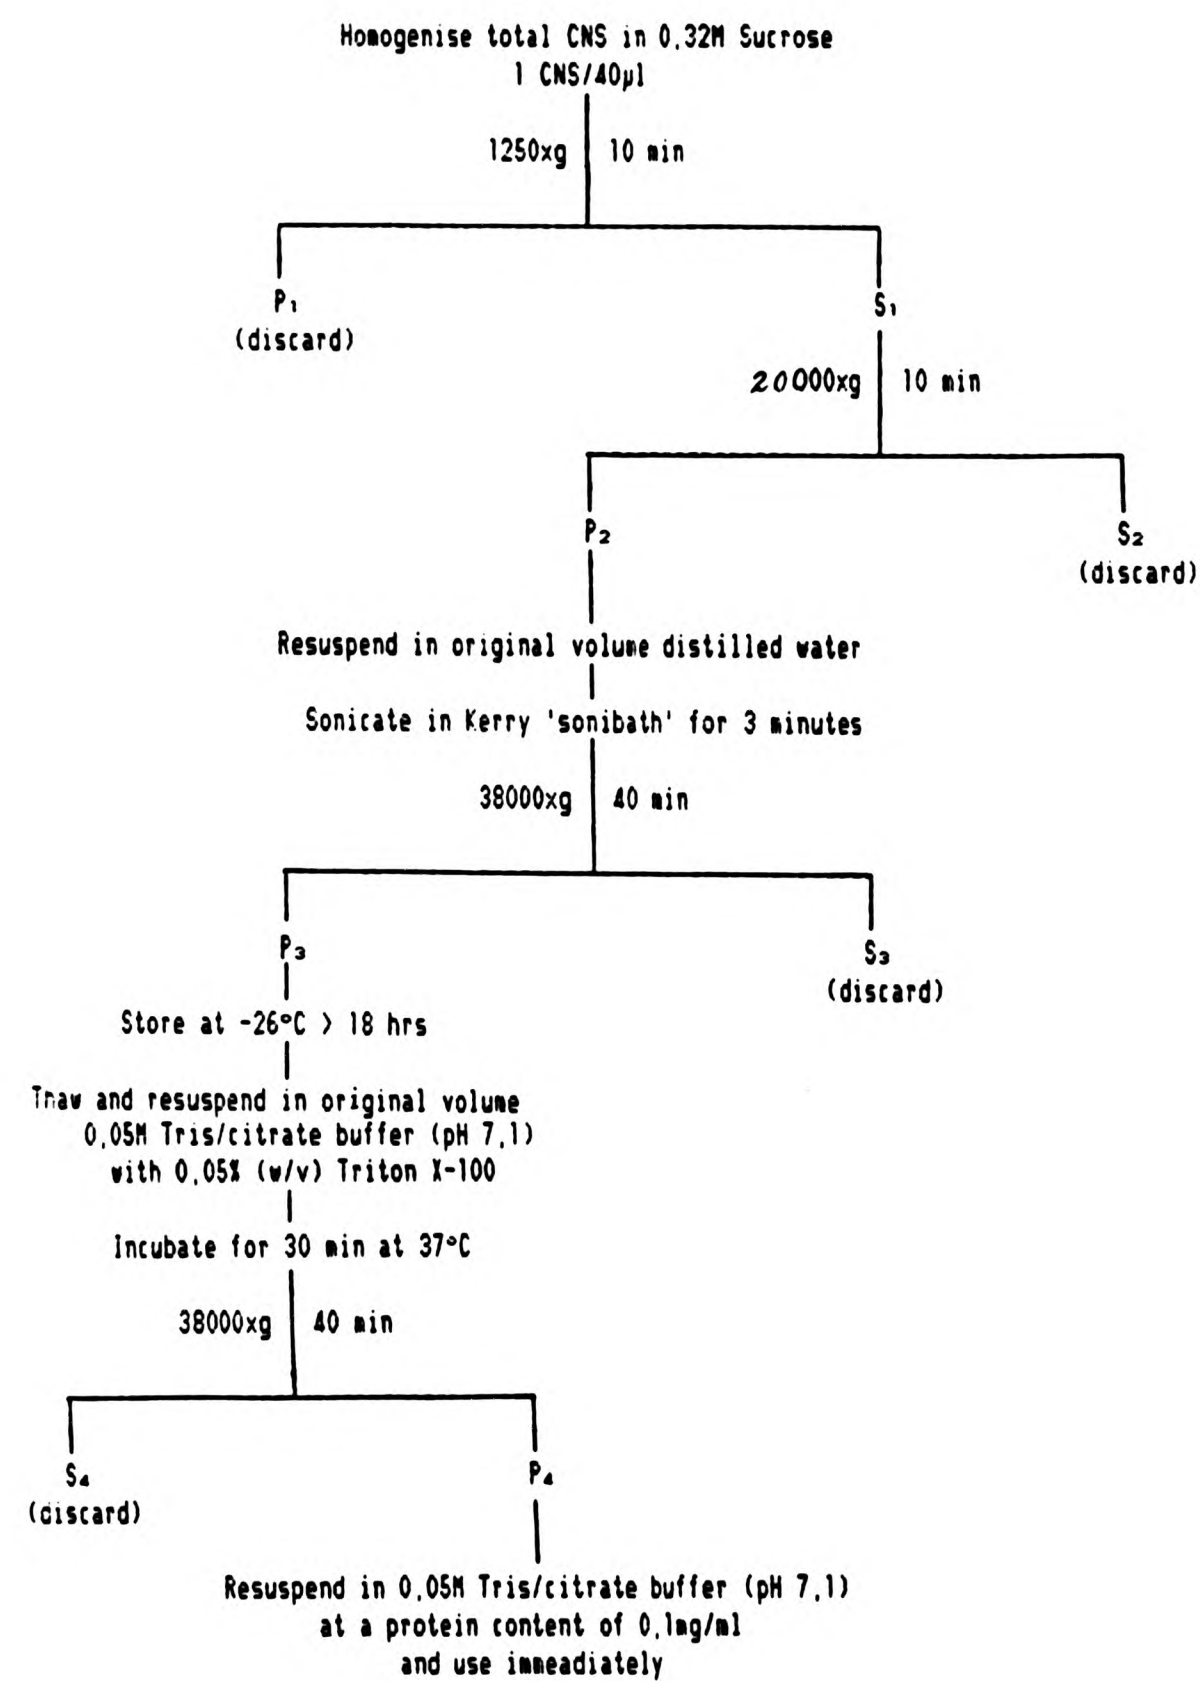 Homogenise total CNS in 0.32M Sucrose
1 CNS/40µl
1250xg 10 min
P₁ S₁
(discard)
20000xg 10 min
P₂ S₂
(discard)
Resuspend in original volume distilled water
Sonicate in Kerry 'sonibath' for 3 minutes
38000xg 40 min
P₃ S₃
(discard)
Store at -26°C > 18 hrs
Thaw and resuspend in original volume
0.05M Tris/citrate buffer (pH 7.1)
with 0.05% (w/v) Triton X-100
Incubate for 30 min at 37°C
38000xg 40 min
S₄ P₄
(discard)
Resuspend in 0.05M Tris/citrate buffer (pH 7.1)
at a protein content of 0.1mg/ml
and use immeadiately